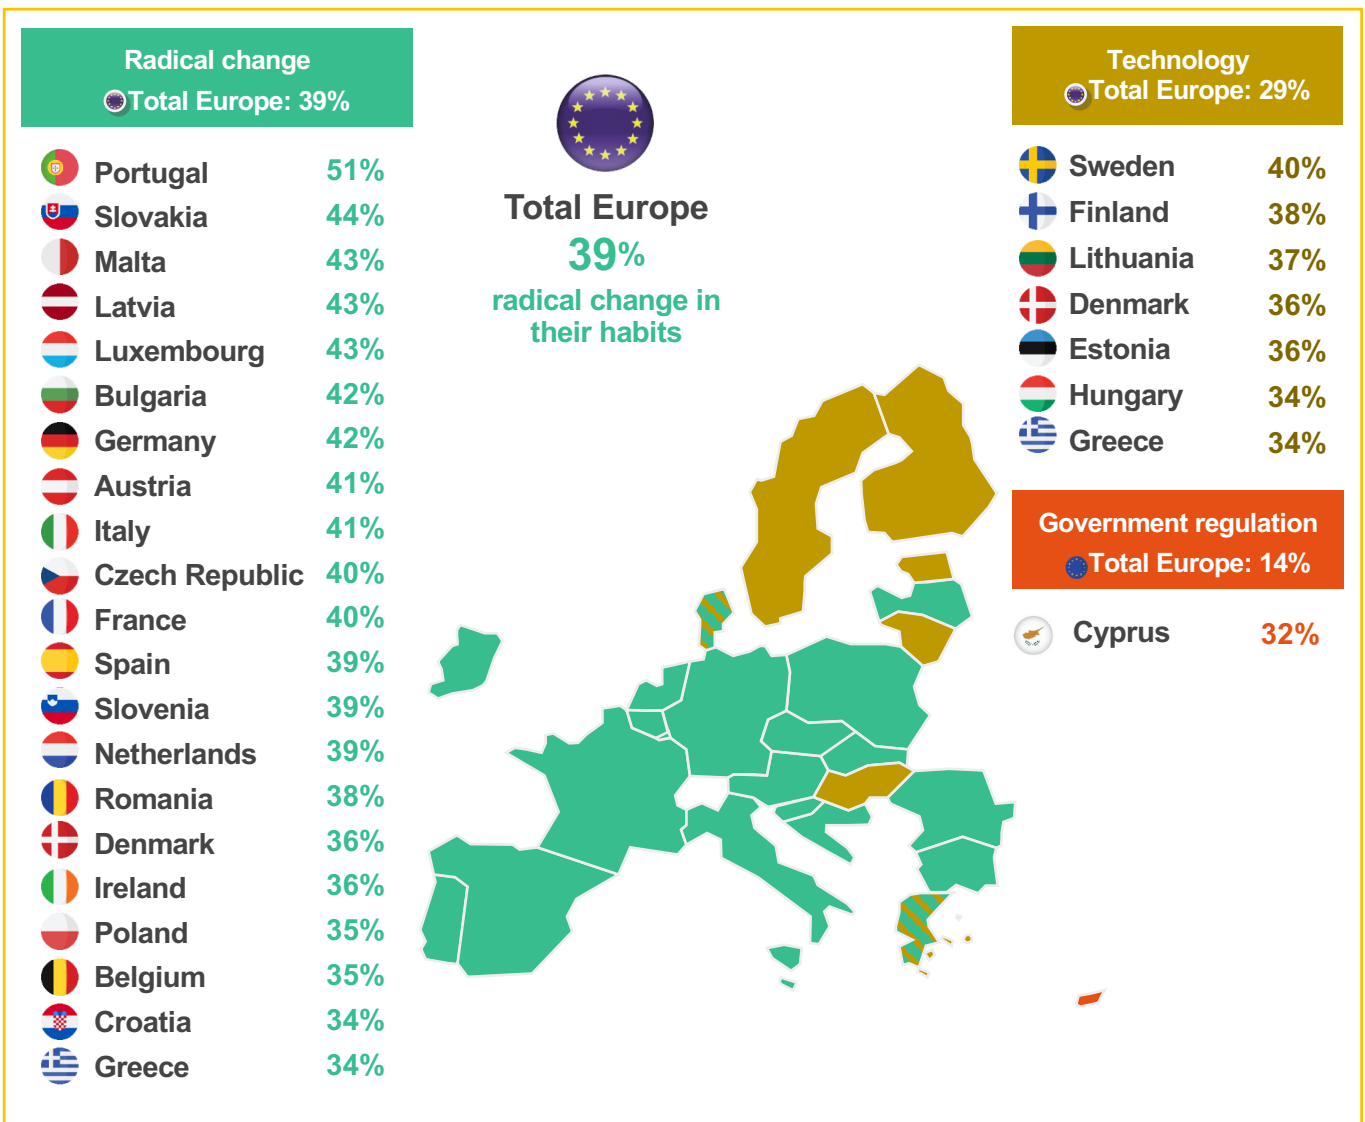 Radical change
Total Europe: 39%
Portugal 51%
Slovakia 44%
Malta 43%
Latvia 43%
Luxembourg 43%
Bulgaria 42%
Germany 42%
Austria 41%
Italy 41%
Czech Republic 40%
France 40%
Spain 39%
Slovenia 39%
Netherlands 39%
Romania 38%
Denmark 36%
Ireland 36%
Poland 35%
Belgium 35%
Croatia 34%
Greece 34%
Total Europe
39%
radical change in
their habits
Technology
Total Europe: 29%
Sweden 40%
Finland 38%
Lithuania 37%
Denmark 36%
Estonia 36%
Hungary 34%
Greece 34%
Government regulation
Total Europe: 14%
Cyprus 32%